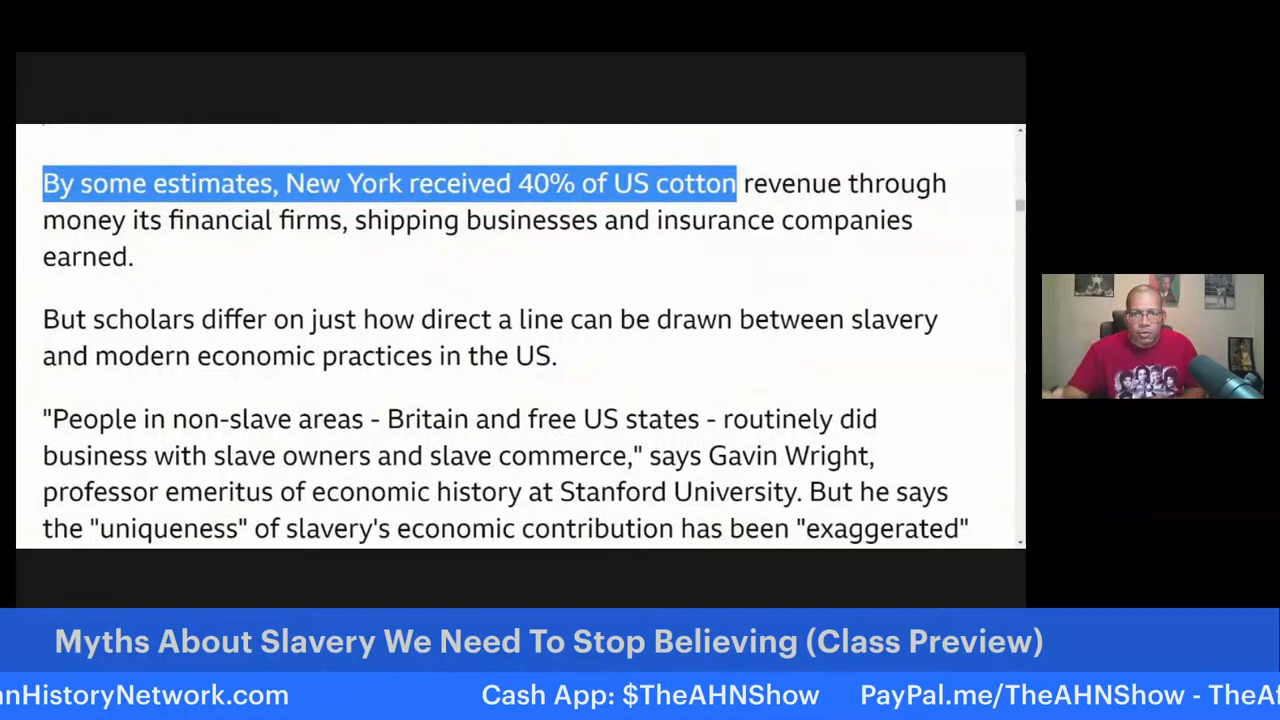 By some estimates, New York received 40% of US cotton revenue through
money its financial firms, shipping businesses and insurance companies
earned.
But scholars differ on just how direct a line can be drawn between slavery
and modern economic practices in the US.
"People in non-slave areas - Britain and free US states - routinely did
business with slave owners and slave commerce," says Gavin Wright,
professor emeritus of economic history at Stanford University. But he says
the "uniqueness" of slavery's economic contribution has been "exaggerated"
Myths About Slavery We Need To Stop Believing (Class Preview)
nHistoryNetwork.com Cash App: $TheAHNShow PayPal.me/TheAHNShow - TheA